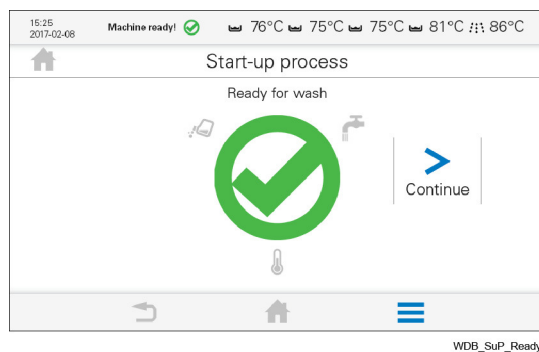 15:25
2017-02-08
Machine ready!
76°C 75°C 75°C 81°C 86°C
Start-up process
Ready for wash
Continue
WDB_SuP_Ready